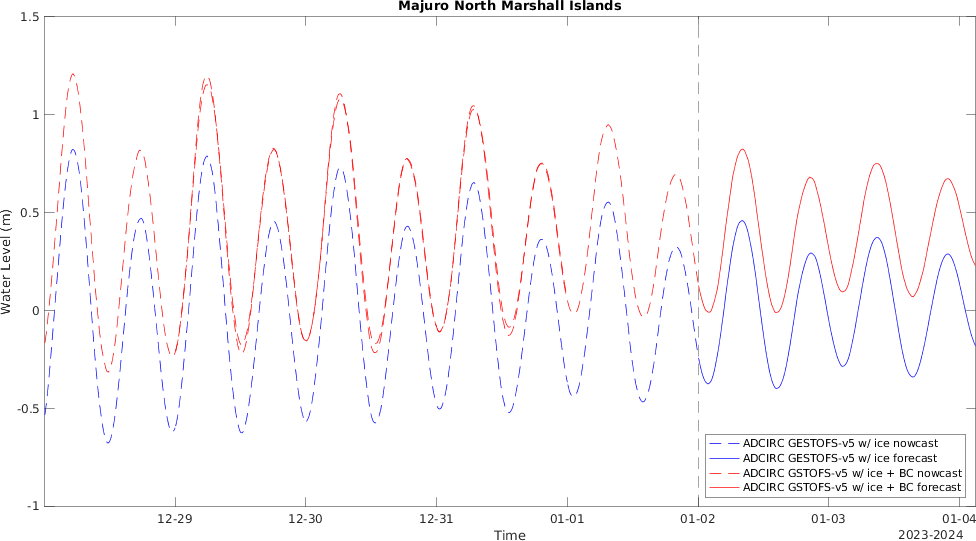 Majuro North Marshall Islands
1.5
1
0.5
0
-0.5
-1
Water Level (m)
12-29
12-30
12-31
01-01
01-02
01-03
01-04
Time
2023-2024
ADCIRC GESTOFS-v5 w/ ice nowcast
ADCIRC GESTOFS-v5 w/ ice forecast
ADCIRC GSTOFS-v5 w/ ice + BC nowcast
ADCIRC GSTOFS-v5 w/ ice + BC forecast